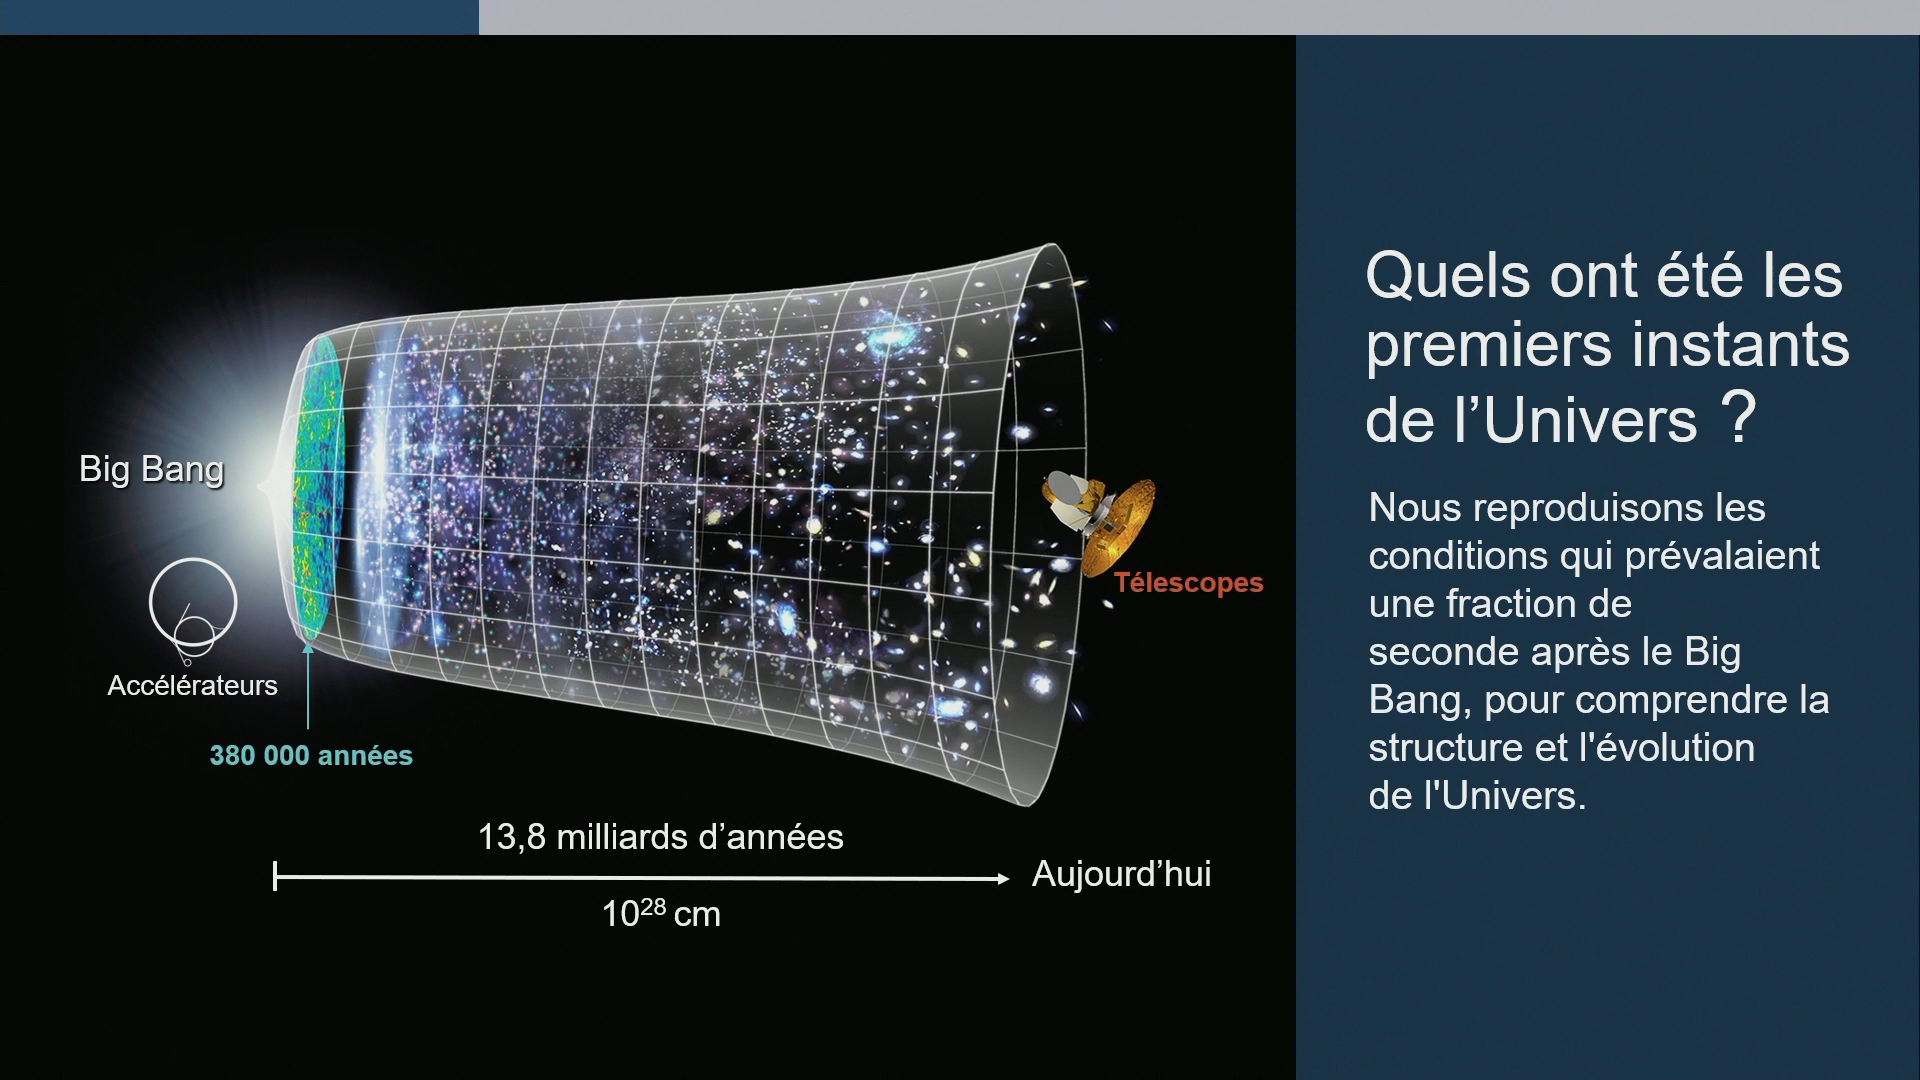 Big Bang
Accélérateurs
380 000 années
Télescopes
13,8 milliards d’années
Aujourd’hui
10²⁸ cm
Quels ont été les
premiers instants
de l’Univers ?
Nous reproduisons les
conditions qui prévalaient
une fraction de
seconde après le Big
Bang, pour comprendre la
structure et l'évolution
de l'Univers.